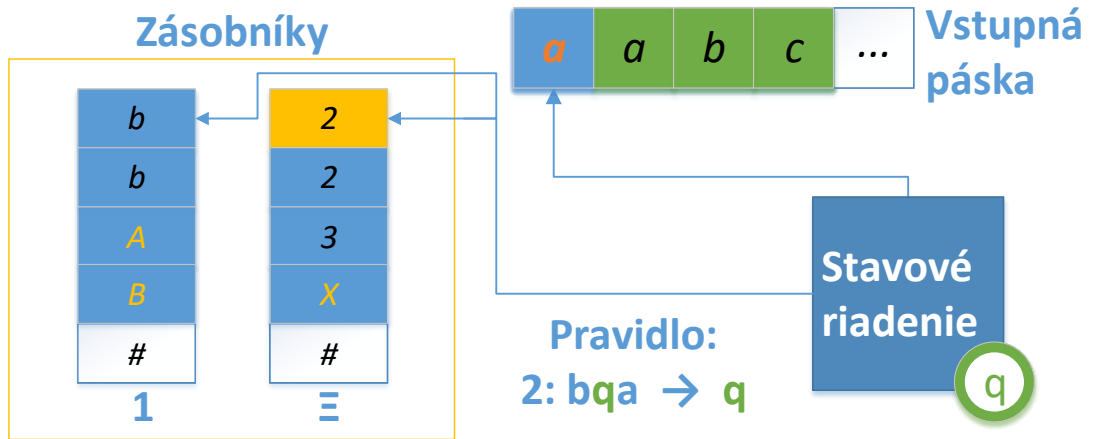 Zásobníky
a a b c ...
Vstupná
páska
b 2
b 2
A 3
B X
# #
1 Ξ
Stavové
riadenie
q
Pravidlo:
2: bqa → q